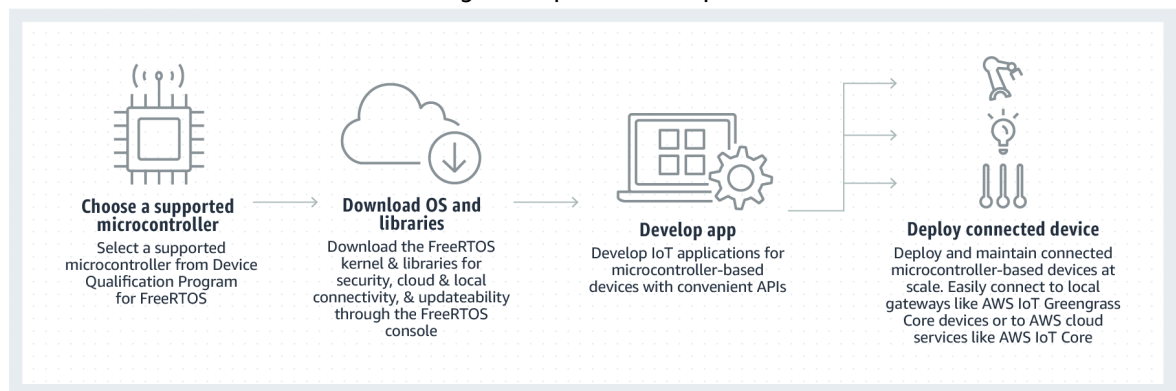 Choose a supported
microcontroller
Select a supported
microcontroller from Device
Qualification Program
for FreeRTOS
Download OS and
libraries
Download the FreeRTOS
kernel & libraries for
security, cloud & local
connectivity, & updateability
through the FreeRTOS
console
Develop app
Develop IoT applications for
microcontroller-based
devices with convenient APIs
Deploy connected device
Deploy and maintain connected
microcontroller-based devices at
scale. Easily connect to local
gateways like AWS IoT Greengrass
Core devices or to AWS cloud
services like AWS IoT Core